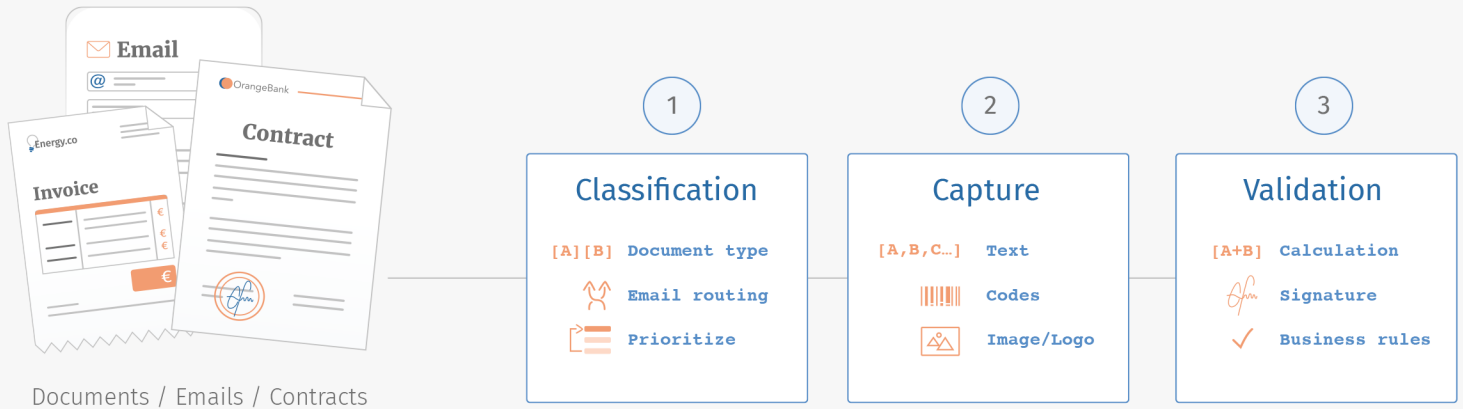 Email
@
OrangeBank
Contract
Energy.co
Invoice
€
€
€
€
Documents / Emails / Contracts
1
Classification
[A][B] Document type
Email routing
Prioritize
2
Capture
[A,B,C…] Text
Codes
Image/Logo
3
Validation
[A+B] Calculation
Signature
Business rules